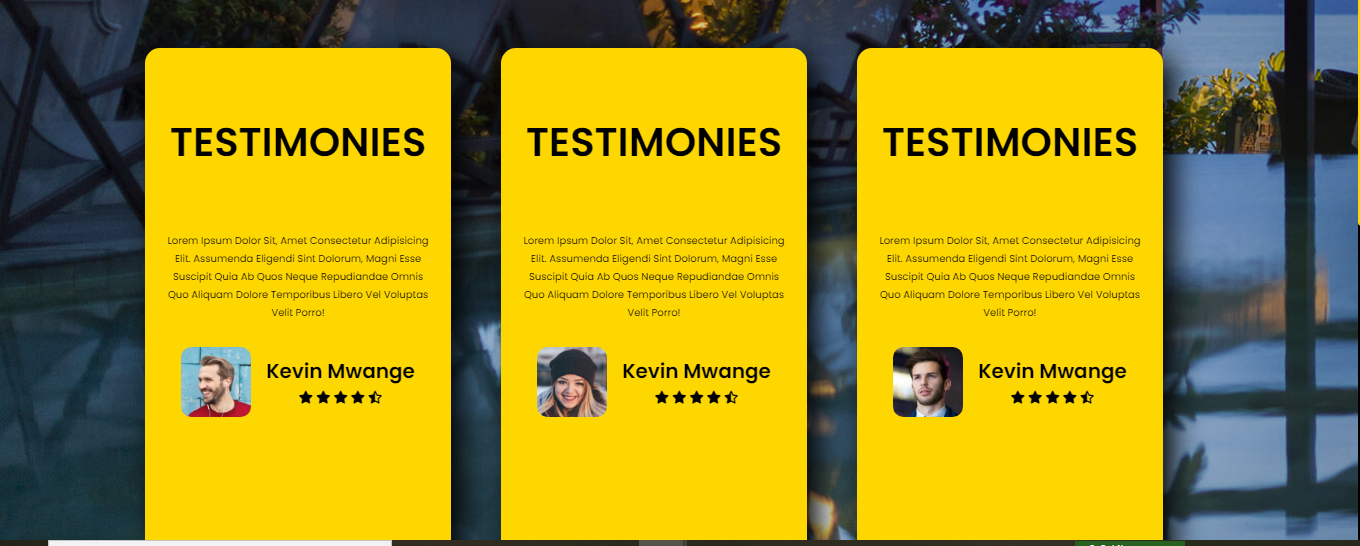 TESTIMONIES
Lorem Ipsum Dolor Sit, Amet Consectetur Adipisicing
Elit. Assumenda Eligendi Sint Dolorum, Magni Esse
Suscipit Quia Ab Quos Neque Repudiandae Omnis
Quo Aliquam Dolore Temporibus Libero Vel Voluptas
Velit Porro!
Kevin Mwange
TESTIMONIES
Lorem Ipsum Dolor Sit, Amet Consectetur Adipisicing
Elit. Assumenda Eligendi Sint Dolorum, Magni Esse
Suscipit Quia Ab Quos Neque Repudiandae Omnis
Quo Aliquam Dolore Temporibus Libero Vel Voluptas
Velit Porro!
Kevin Mwange
TESTIMONIES
Lorem Ipsum Dolor Sit, Amet Consectetur Adipisicing
Elit. Assumenda Eligendi Sint Dolorum, Magni Esse
Suscipit Quia Ab Quos Neque Repudiandae Omnis
Quo Aliquam Dolore Temporibus Libero Vel Voluptas
Velit Porro!
Kevin Mwange